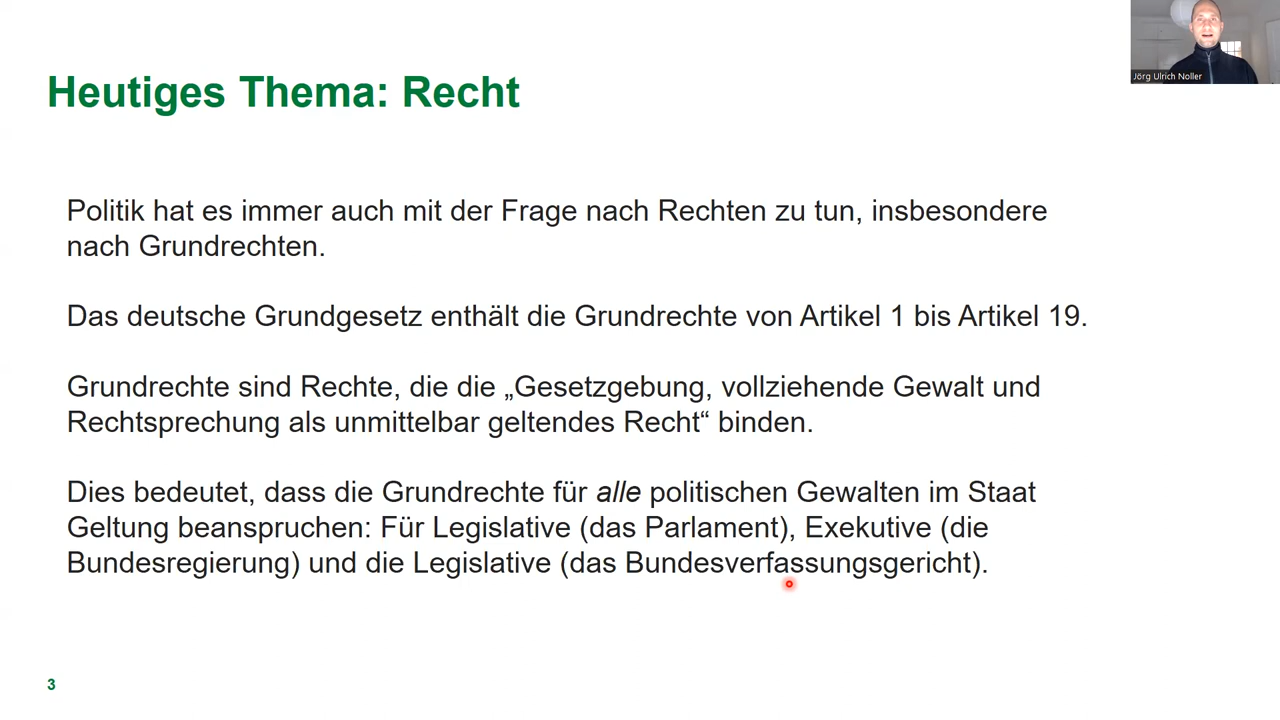 Jörg Ulrich Noller
Heutiges Thema: Recht
Politik hat es immer auch mit der Frage nach Rechten zu tun, insbesondere
nach Grundrechten.
Das deutsche Grundgesetz enthält die Grundrechte von Artikel 1 bis Artikel 19.
Grundrechte sind Rechte, die die „Gesetzgebung, vollziehende Gewalt und
Rechtsprechung als unmittelbar geltendes Recht“ binden.
Dies bedeutet, dass die Grundrechte für alle politischen Gewalten im Staat
Geltung beanspruchen: Für Legislative (das Parlament), Exekutive (die
Bundesregierung) und die Legislative (das Bundesverfassungsgericht).
3